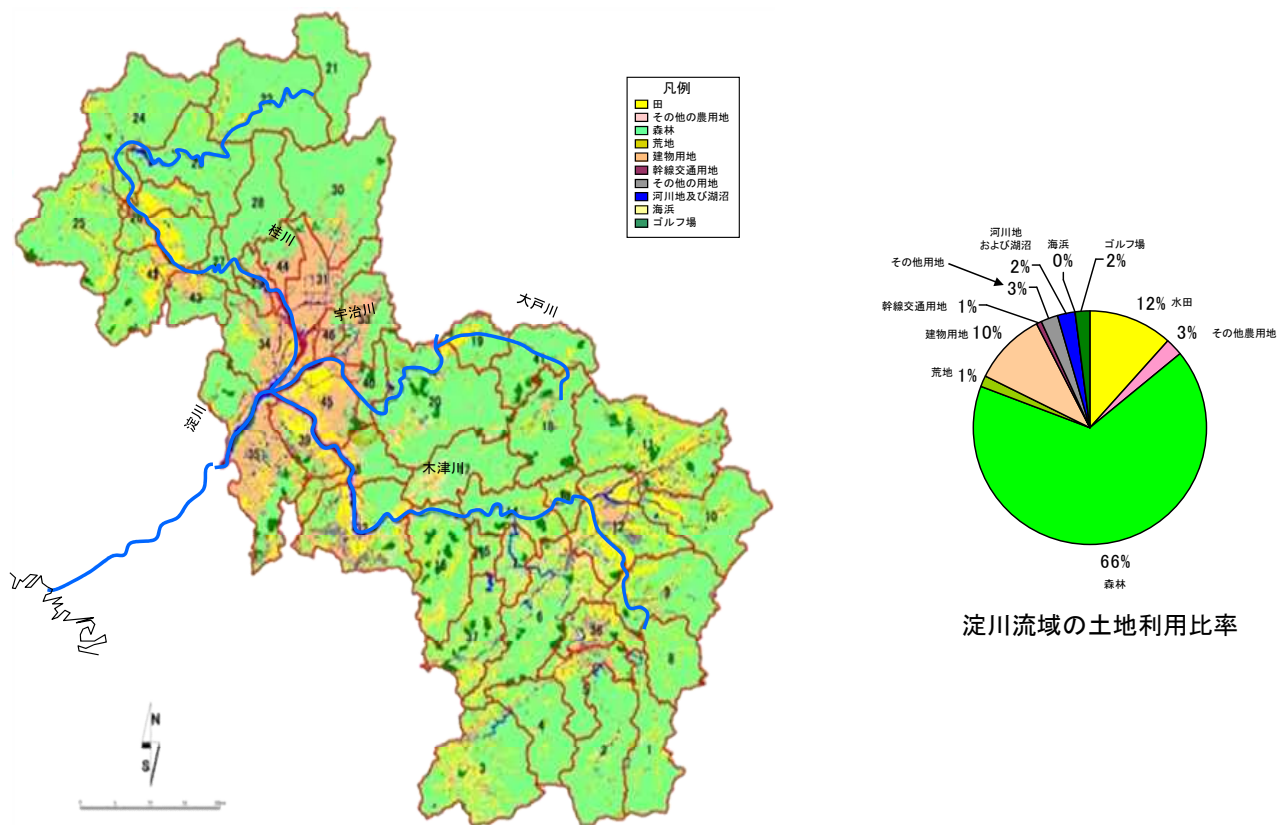 21
22
24
30
28
25
27
桂川
44
31
43
宇治川
46
34
大戸川
19
41
40
20
45
淀川
39
35
木津川
11
10
12
6
37
36
8
9
4
2
1
3
N
S
凡例
田
その他の農用地
森林
荒地
建物用地
幹線交通用地
その他の用地
河川地及び湖沼
海浜
ゴルフ場
河川地
および湖沼
海浜
ゴルフ場
その他用地
2%
0%
2%
3%
幹線交通用地 1%
12% 水田
建物用地 10%
3% その他農用地
荒地 1%
66%
森林
淀川流域の土地利用比率